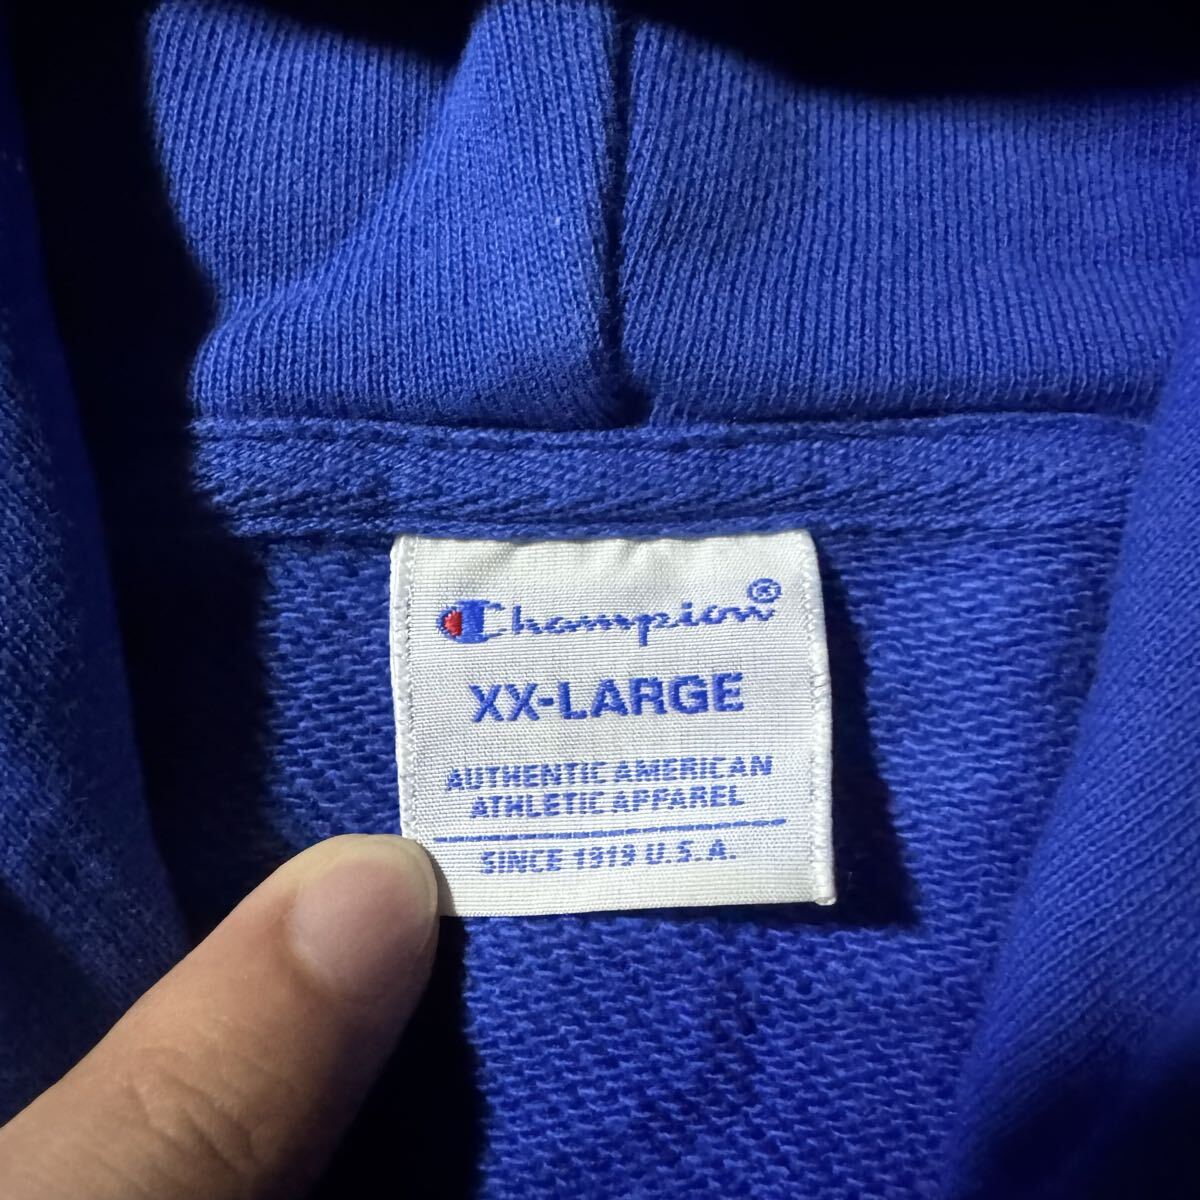 Champion®
XX-LARGE
AUTHENTIC AMERICAN
ATHLETIC APPAREL
SINCE 1919 U.S.A.